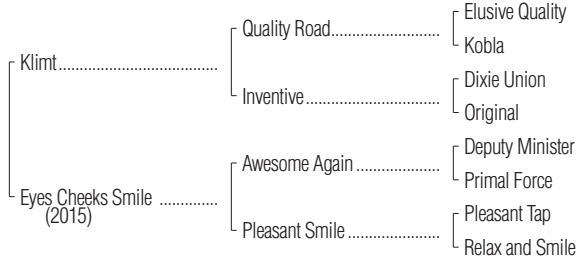 Elusive Quality
Quality Road
Kobla
Klimt
Dixie Union
Inventive
Original
Deputy Minister
Awesome Again
Primal Force
Eyes Cheeks Smile
(2015)
Pleasant Tap
Pleasant Smile
Relax and Smile